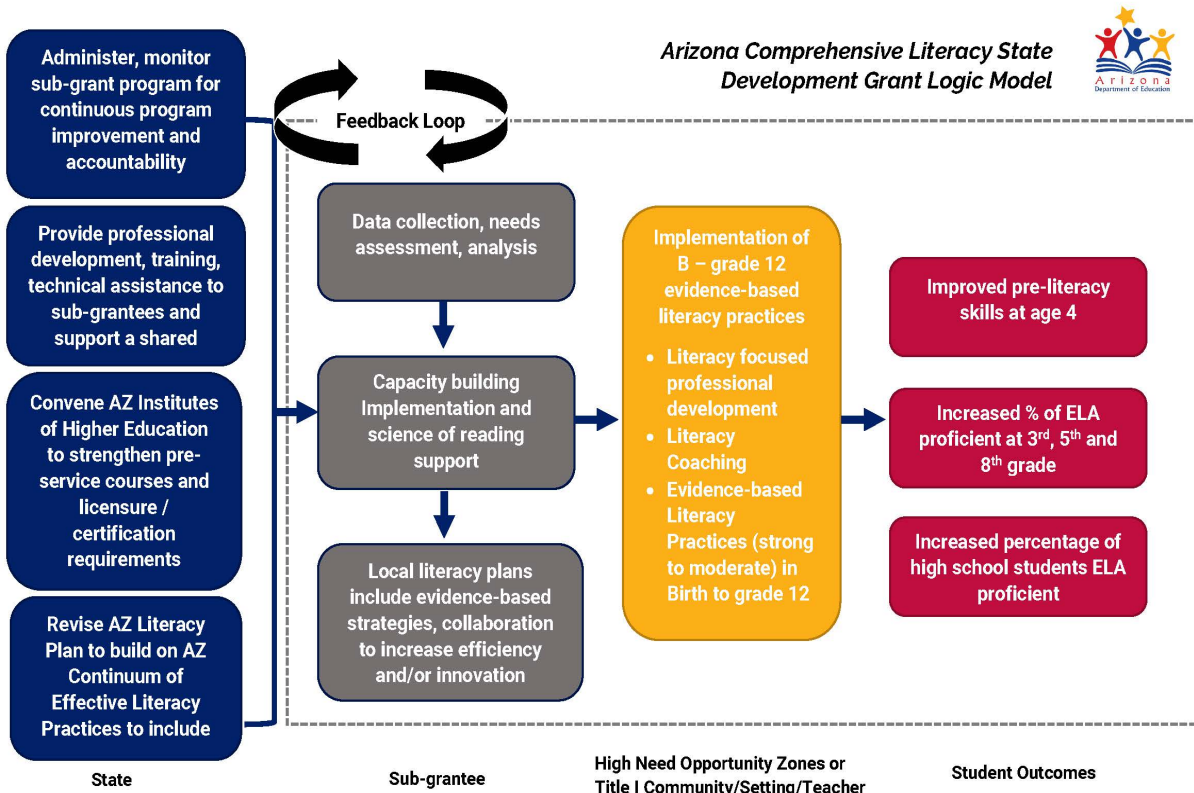 Arizona Comprehensive Literacy State
Development Grant Logic Model
Arizona
Department of Education
Administer, monitor
sub-grant program for
continuous program
improvement and
accountability
Provide professional
development, training,
technical assistance to
sub-grantees and
support a shared
Convene AZ Institutes
of Higher Education
to strengthen pre-
service courses and
licensure /
certification
requirements
Revise AZ Literacy
Plan to build on AZ
Continuum of
Effective Literacy
Practices to include
State
Feedback Loop
Data collection, needs
assessment, analysis
Capacity building
Implementation and
science of reading
support
Local literacy plans
include evidence-based
strategies, collaboration
to increase efficiency
and/or innovation
Sub-grantee
Implementation of
B – grade 12
evidence-based
literacy practices
• Literacy focused
professional
development
• Literacy
Coaching
• Evidence-based
Literacy
Practices (strong
to moderate) in
Birth to grade 12
High Need Opportunity Zones or
Title I Community/Setting/Teacher
Improved pre-literacy
skills at age 4
Increased % of ELA
proficient at 3rd, 5th and
8th grade
Increased percentage of
high school students ELA
proficient
Student Outcomes